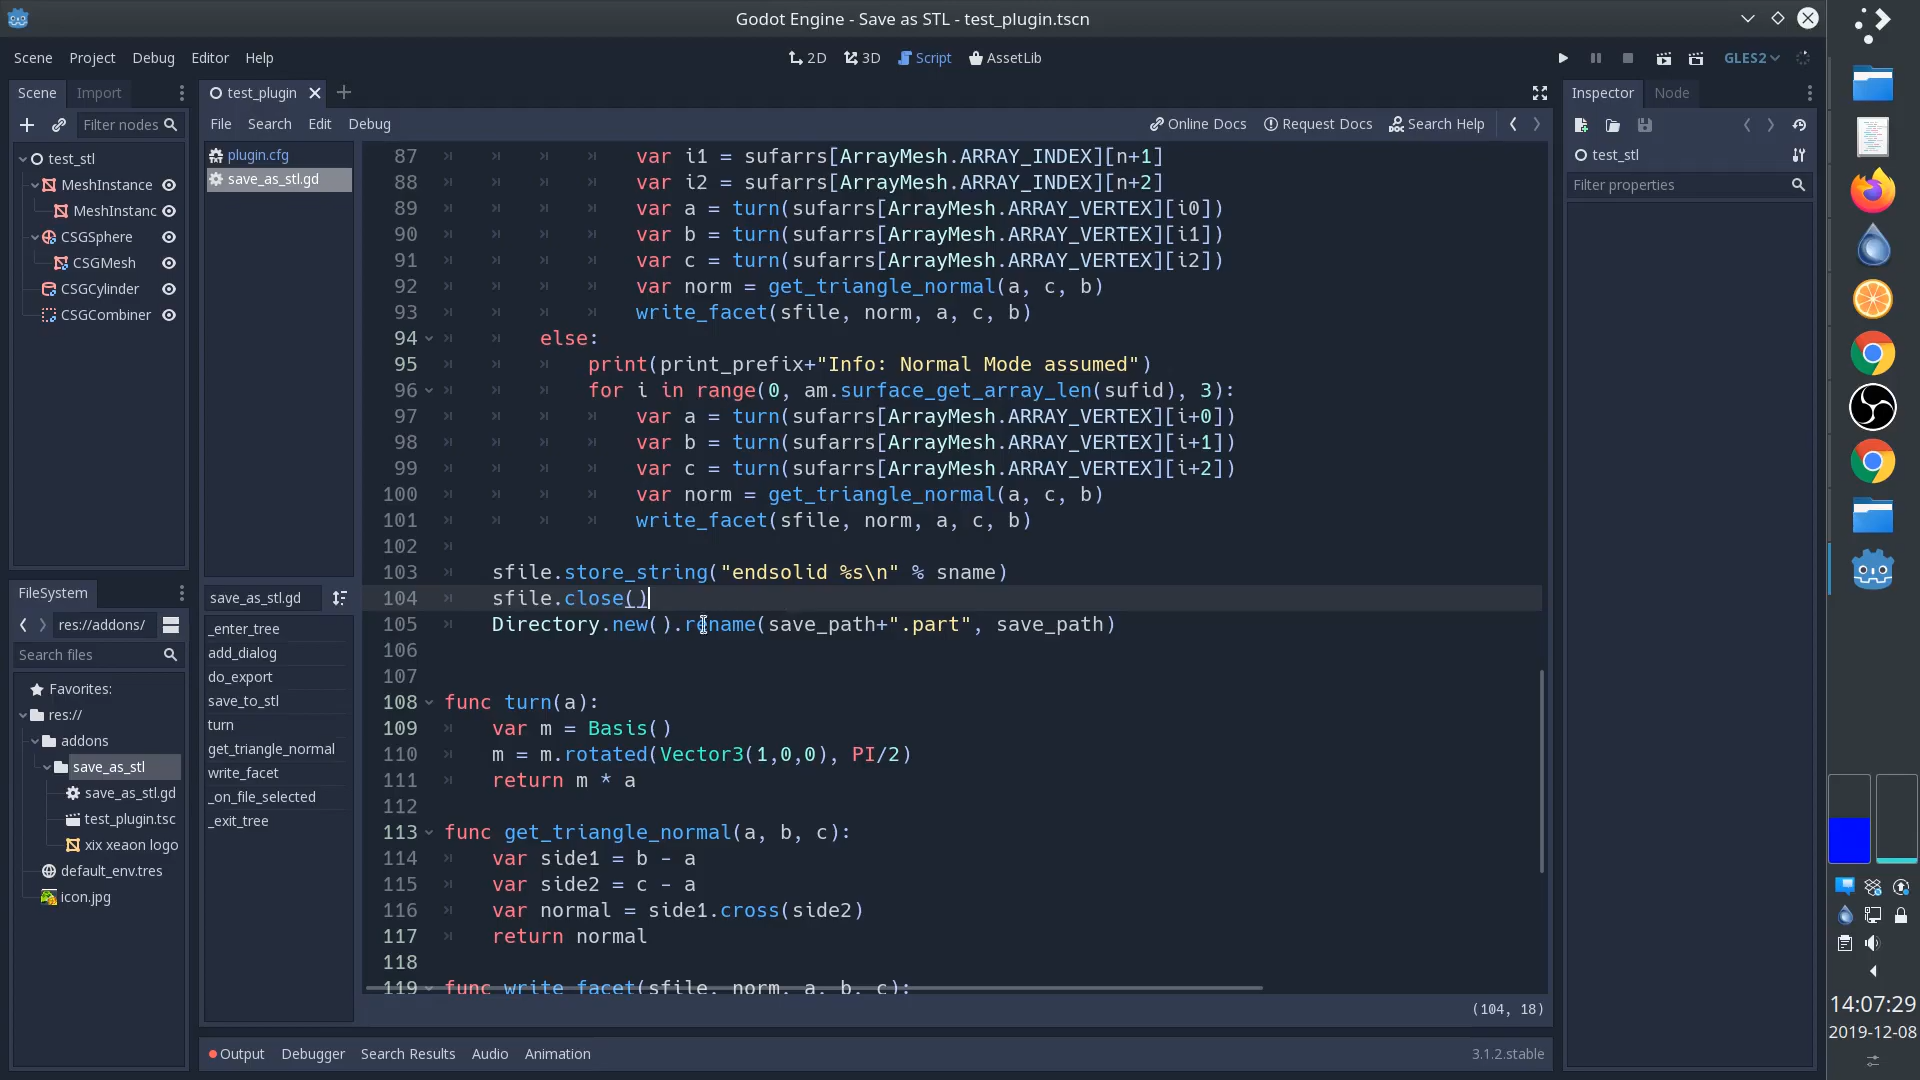 Godot Engine - Save as STL - test_plugin.tscn
Scene Project Debug Editor Help
2D 3D Script AssetLib
GLES2
Scene Import
Filter nodes
test_stl
MeshInstance
MeshInstanc
CSGSphere
CSGMesh
CSGCylinder
CSGCombiner
FileSystem
res://addons/
Search files
Favorites:
res://
addons
save_as_stl
save_as_stl.gd
test_plugin.tsc
xix xeaon logo
default_env.tres
icon.jpg
test_plugin
File Search Edit Debug
Online Docs Request Docs Search Help
plugin.cfg
save_as_stl.gd
save_as_stl.gd
_enter_tree
add_dialog
do_export
save_to_stl
turn
get_triangle_normal
write_facet
_on_file_selected
_exit_tree
87 var i1 = sufarrs[ArrayMesh.ARRAY_INDEX][n+1]
88 var i2 = sufarrs[ArrayMesh.ARRAY_INDEX][n+2]
89 var a = turn(sufarrs[ArrayMesh.ARRAY_VERTEX][i0])
90 var b = turn(sufarrs[ArrayMesh.ARRAY_VERTEX][i1])
91 var c = turn(sufarrs[ArrayMesh.ARRAY_VERTEX][i2])
92 var norm = get_triangle_normal(a, c, b)
93 write_facet(sfile, norm, a, c, b)
94 else:
95 print(print_prefix+"Info: Normal Mode assumed")
96 for i in range(0, am.surface_get_array_len(sufid), 3):
97 var a = turn(sufarrs[ArrayMesh.ARRAY_VERTEX][i+0])
98 var b = turn(sufarrs[ArrayMesh.ARRAY_VERTEX][i+1])
99 var c = turn(sufarrs[ArrayMesh.ARRAY_VERTEX][i+2])
100 var norm = get_triangle_normal(a, c, b)
101 write_facet(sfile, norm, a, c, b)
102
103 sfile.store_string("endsolid %s\n" % sname)
104 sfile.close()
105 Directory.new().rename(save_path+".part", save_path)
106
107
108 func turn(a):
109 var m = Basis()
110 m = m.rotated(Vector3(1,0,0), PI/2)
111 return m * a
112
113 func get_triangle_normal(a, b, c):
114 var side1 = b - a
115 var side2 = c - a
116 var normal = side1.cross(side2)
117 return normal
118
119 func write_facet(sfile, norm, a, b, c):
(104, 18)
Output Debugger Search Results Audio Animation
3.1.2.stable
Inspector Node
test_stl
Filter properties
14:07:29
2019-12-08